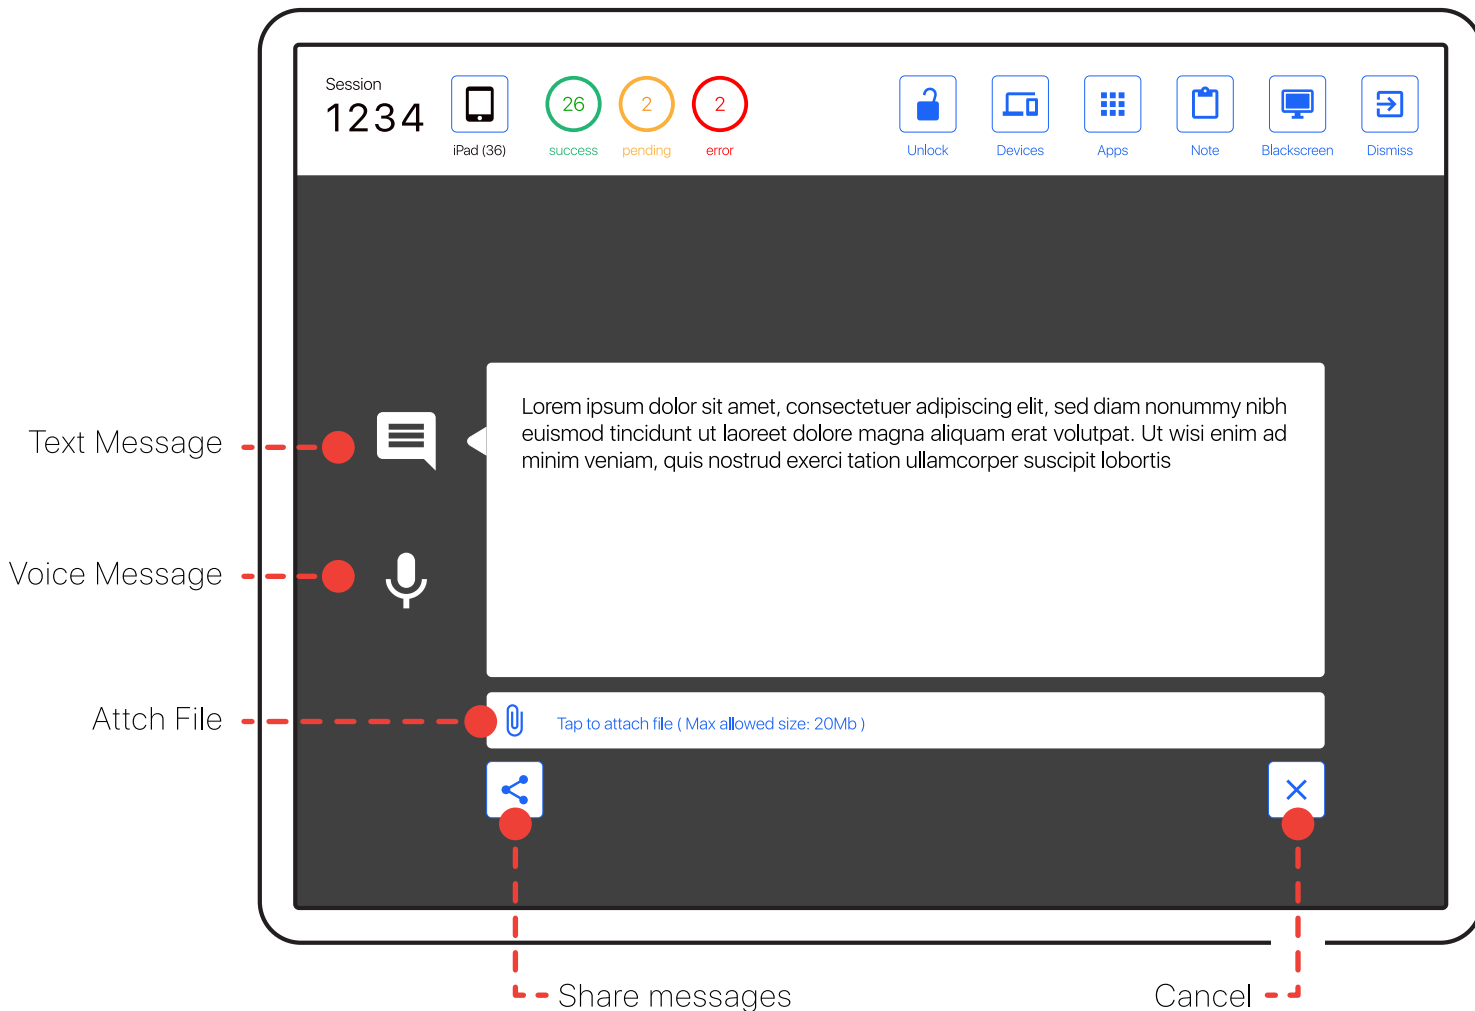 Session
1234
iPad (36)
26
success
2
pending
2
error
Unlock
Devices
Apps
Note
Blackscreen
Dismiss
Lorem ipsum dolor sit amet, consectetuer adipiscing elit, sed diam nonummy nibh
euismod tincidunt ut laoreet dolore magna aliquam erat volutpat. Ut wisi enim ad
minim veniam, quis nostrud exerci tation ullamcorper suscipit lobortis
Text Message
Voice Message
Attch File
Tap to attach file ( Max allowed size: 20Mb )
Share messages
Cancel